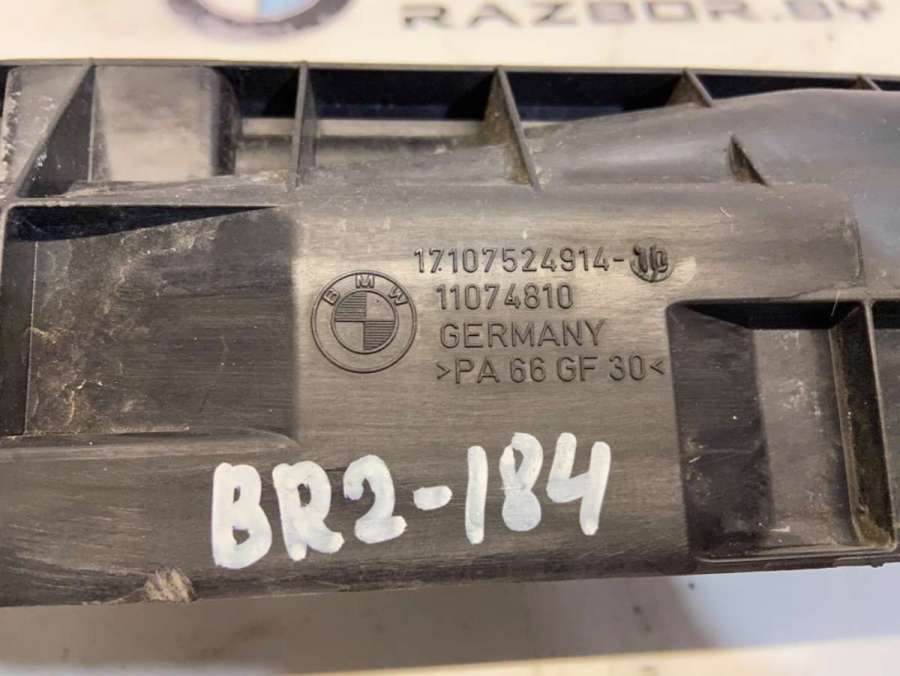 RAZBOR.BY
17107524914-
BMW
11074810
GERMANY
>PA 66 GF 30<
BR2-184